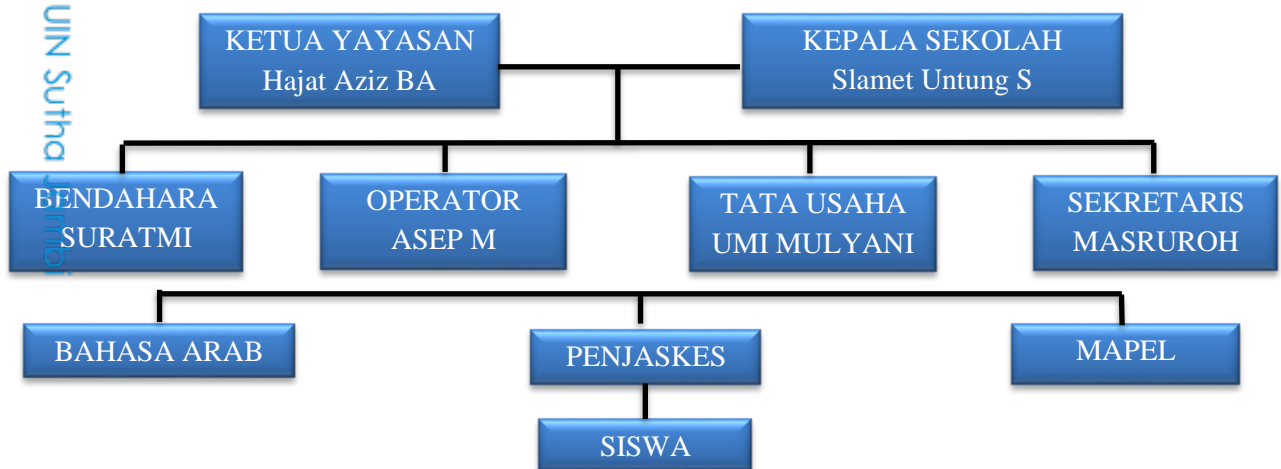 UIN Sutha Jambi
KETUA YAYASAN
Hajat Aziz BA
KEPALA SEKOLAH
Slamet Untung S
BENDAHARA
SURATMI
OPERATOR
ASEP M
TATA USAHA
UMI MULYANI
SEKRETARIS
MASRUROH
BAHASA ARAB
PENJASKES
MAPEL
SISWA